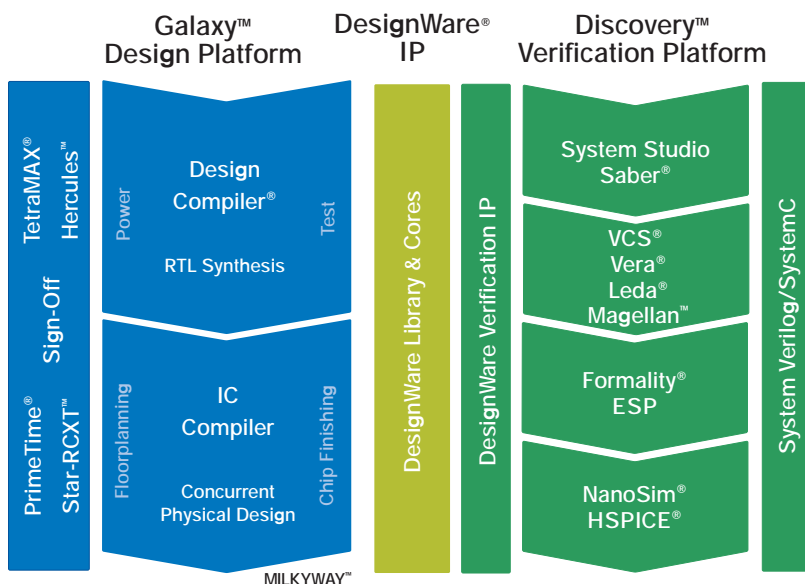 Galaxy™
Design Platform
DesignWare®
IP
Discovery™
Verification Platform
TetraMAX®
Hercules™
Sign-Off
PrimeTime®
Star-RCXT™
Power
Design
Compiler®
RTL Synthesis
Test
Floorplanning
IC
Compiler
Concurrent
Physical Design
Chip Finishing
MILKYWAY™
DesignWare Library & Cores
DesignWare Verification IP
System Studio
Saber®
VCS®
Vera®
Leda®
Magellan™
Formality®
ESP
NanoSim®
HSPICE®
System Verilog/SystemC